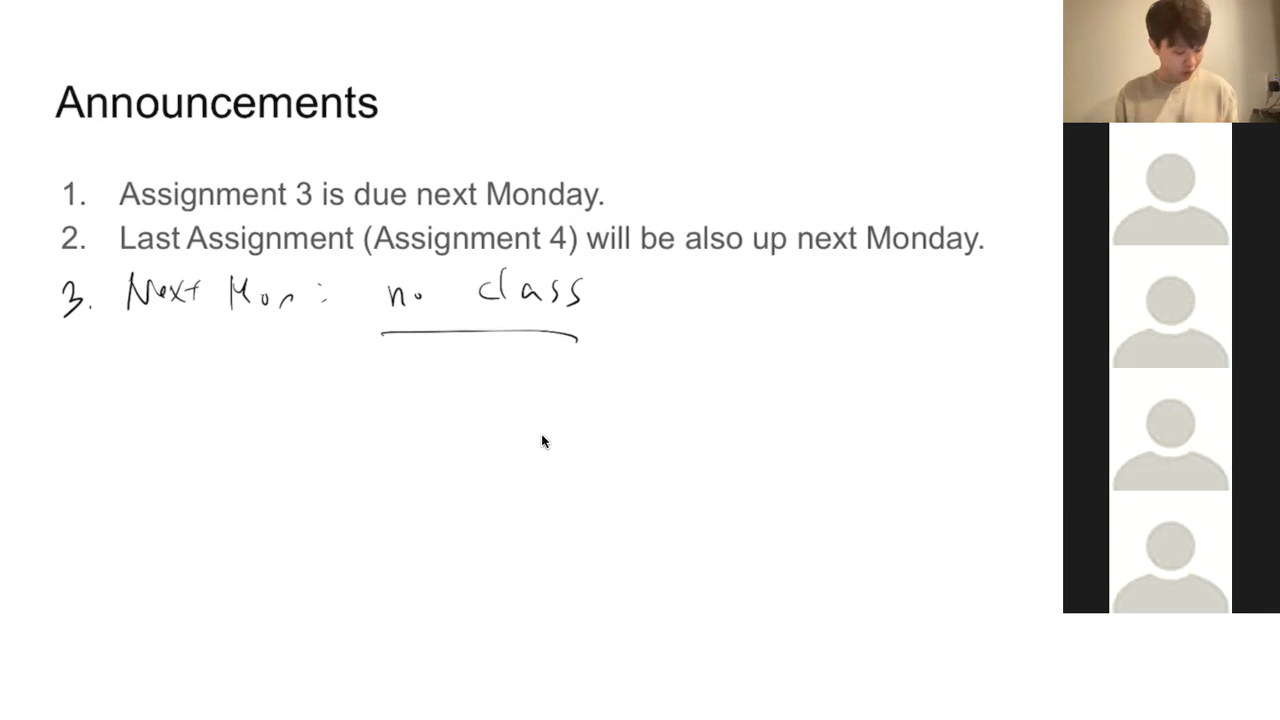 Announcements
1. Assignment 3 is due next Monday.
2. Last Assignment (Assignment 4) will be also up next Monday.
3. Next Mon: no class